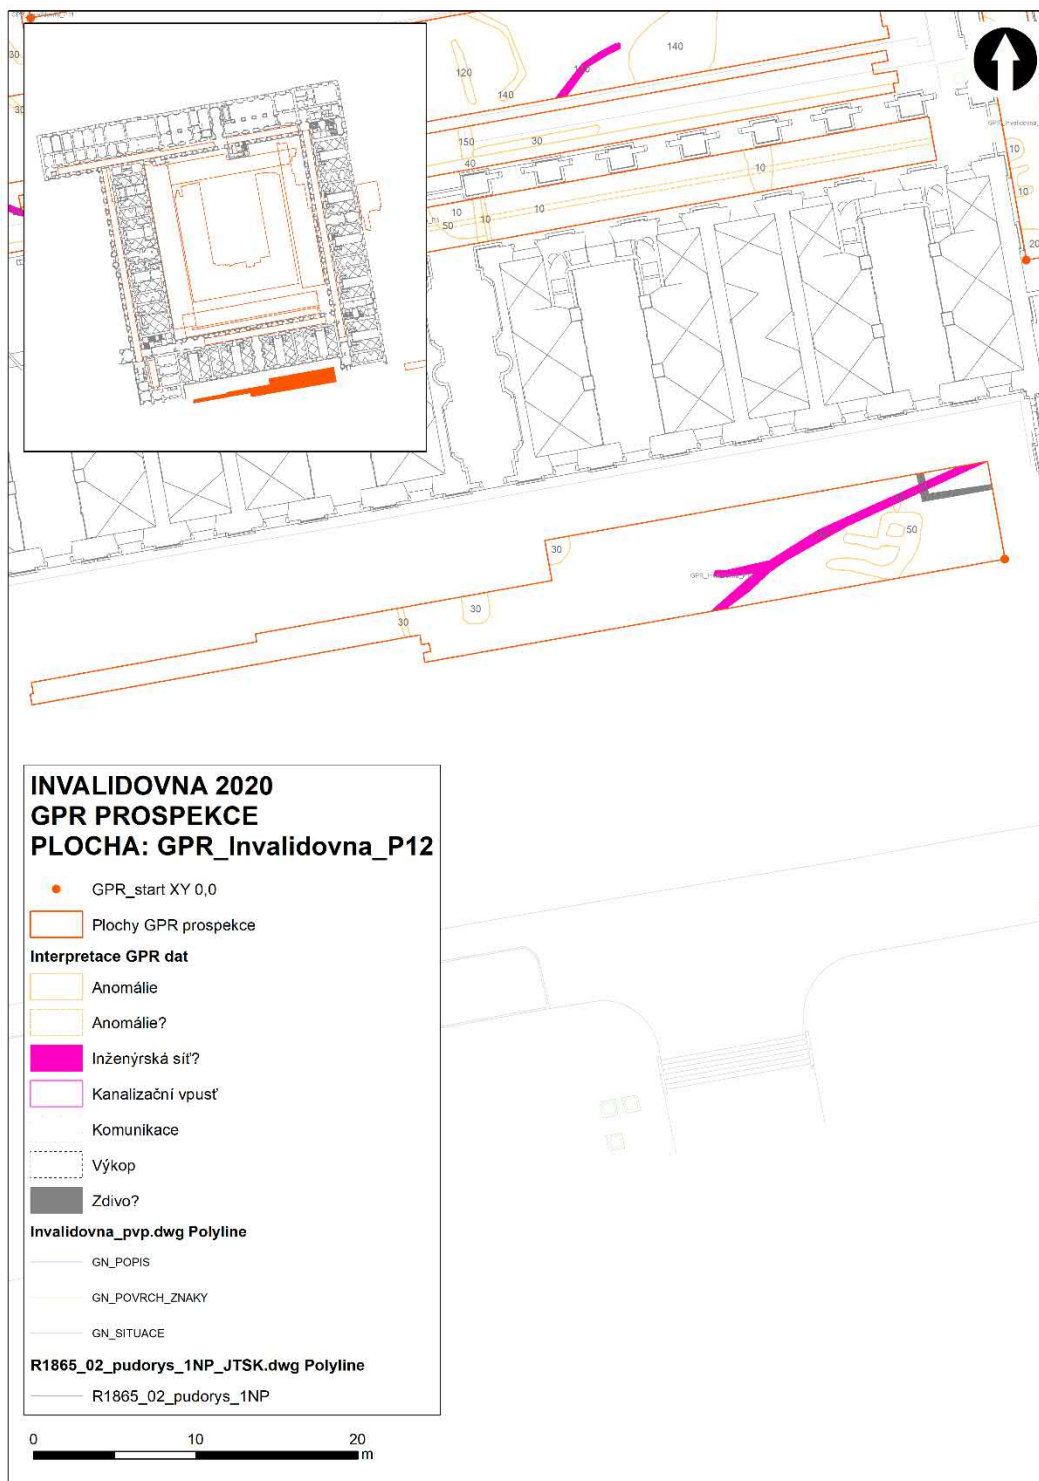 30
30
120
140
140
150
40
30
10
10
10
10
50
10
10
20
30
50
30
30
INVALIDOVNA 2020
GPR PROSPEKCE
PLOCHA: GPR_Invalidovna_P12
GPR_start XY 0,0
Plochy GPR prospekce
Interpretace GPR dat
Anomálie
Anomálie?
Inženýrská síť?
Kanalizační vpusť
Komunikace
Výkop
Zdivo?
Invalidovna_pvp.dwg Polyline
GN_POPIS
GN_POVRCH_ZNAKY
GN_SITUACE
R1865_02_pudorys_1NP_JTSK.dwg Polyline
R1865_02_pudorys_1NP
0 10 20
m